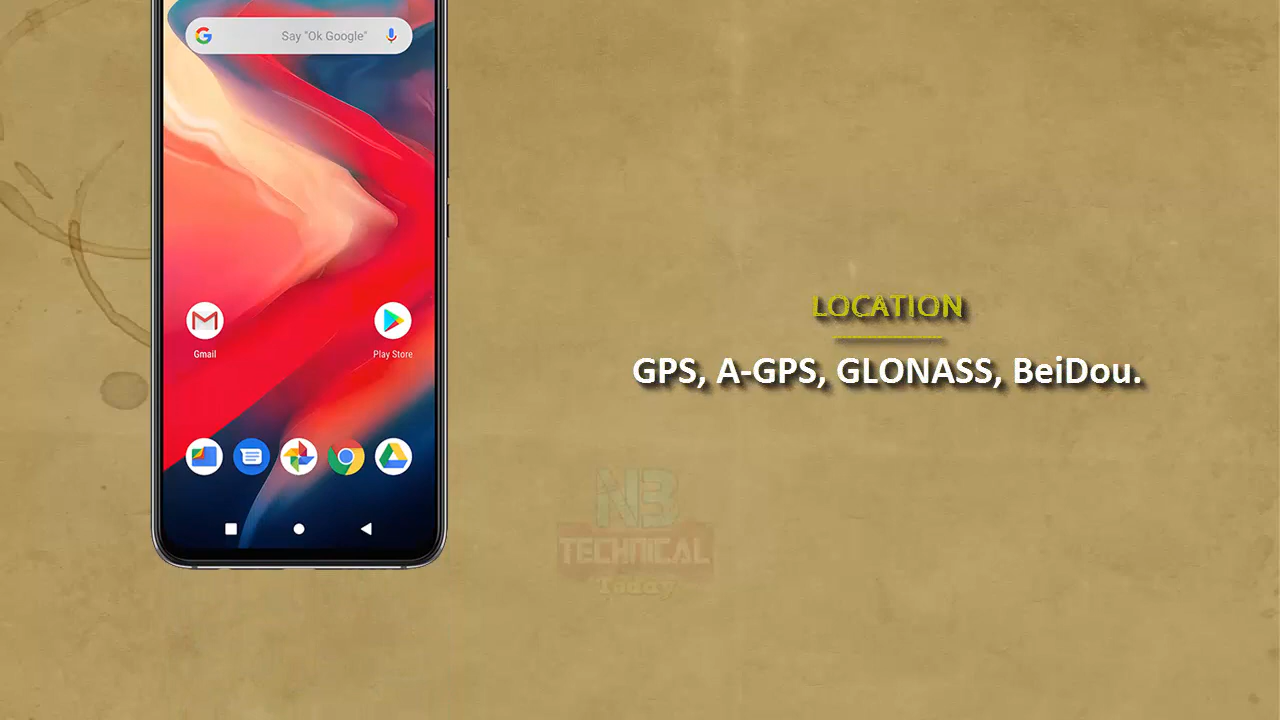 Say "Ok Google"
Gmail
Play Store
LOCATION
GPS, A-GPS, GLONASS, BeiDou.
NB
TECHNICAL
Today